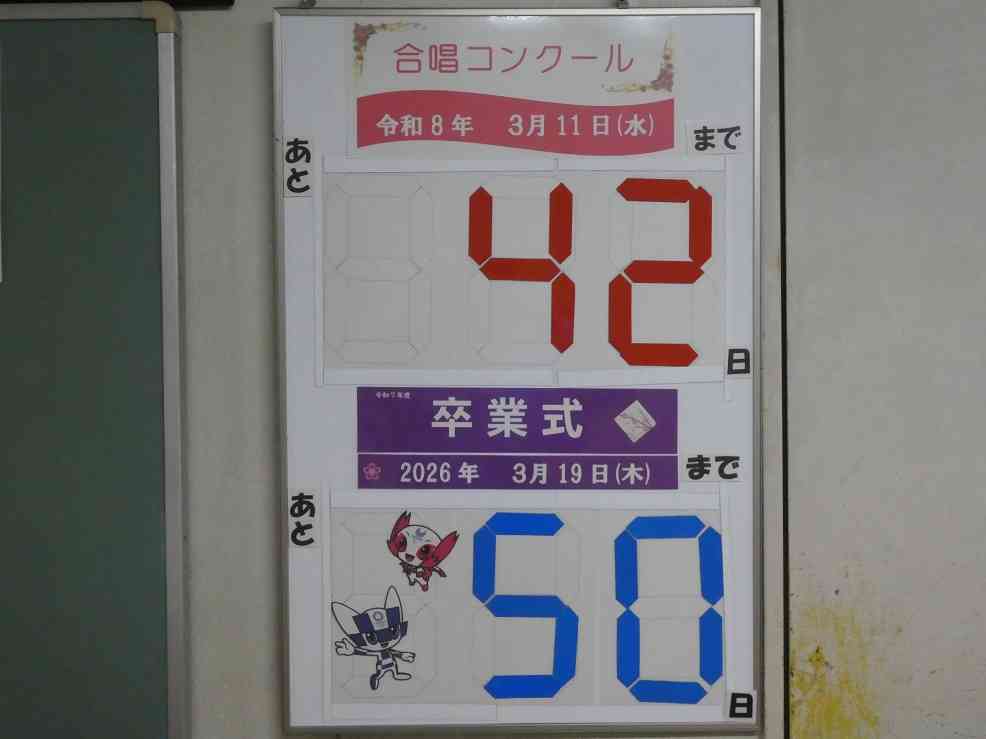 合唱コンクール
令和8年 3月11日(水)
まで
あと
42
日
令和7年度
卒業式
2026年 3月19日(木)
まで
あと
50
日